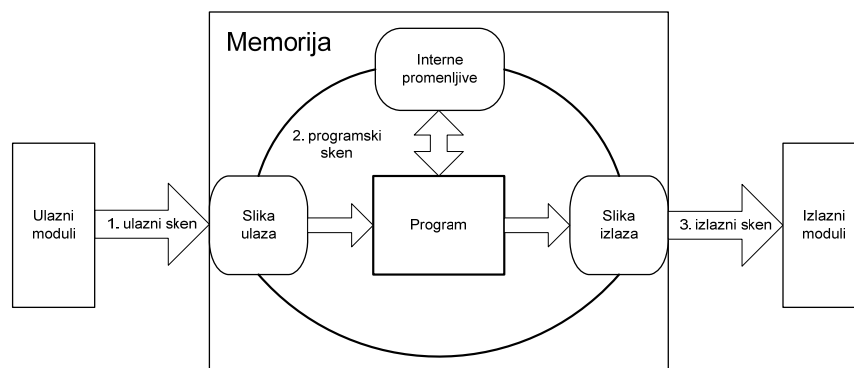 Memorija
Interne
promenljive
2. programski
sken
Ulazni
moduli
1. ulazni sken
Slika
ulaza
Program
Slika
izlaza
3. izlazni sken
Izlazni
moduli